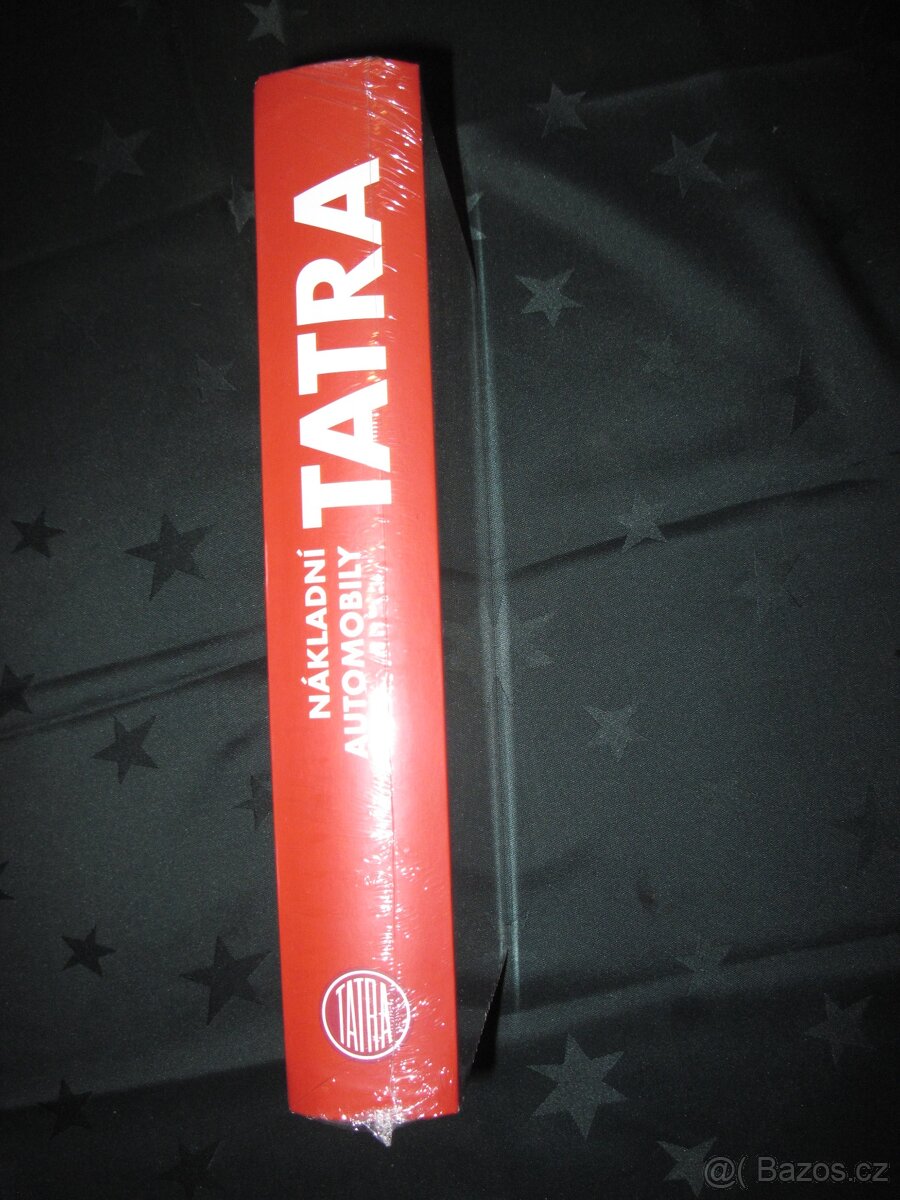 NÁKLADNÍ
AUTOMOBILY
TATRA
TATRA
@( Bazos.cz